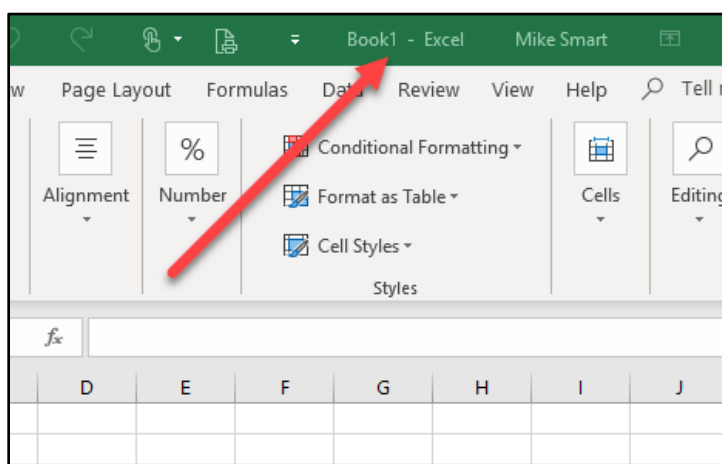 Book1 - Excel Mike Smart
w Page Layout Formulas Data Review View Help Tell
% Conditional Formatting
Alignment Number Format as Table Cells Editing
Cell Styles
Styles
fx
D E F G H I J